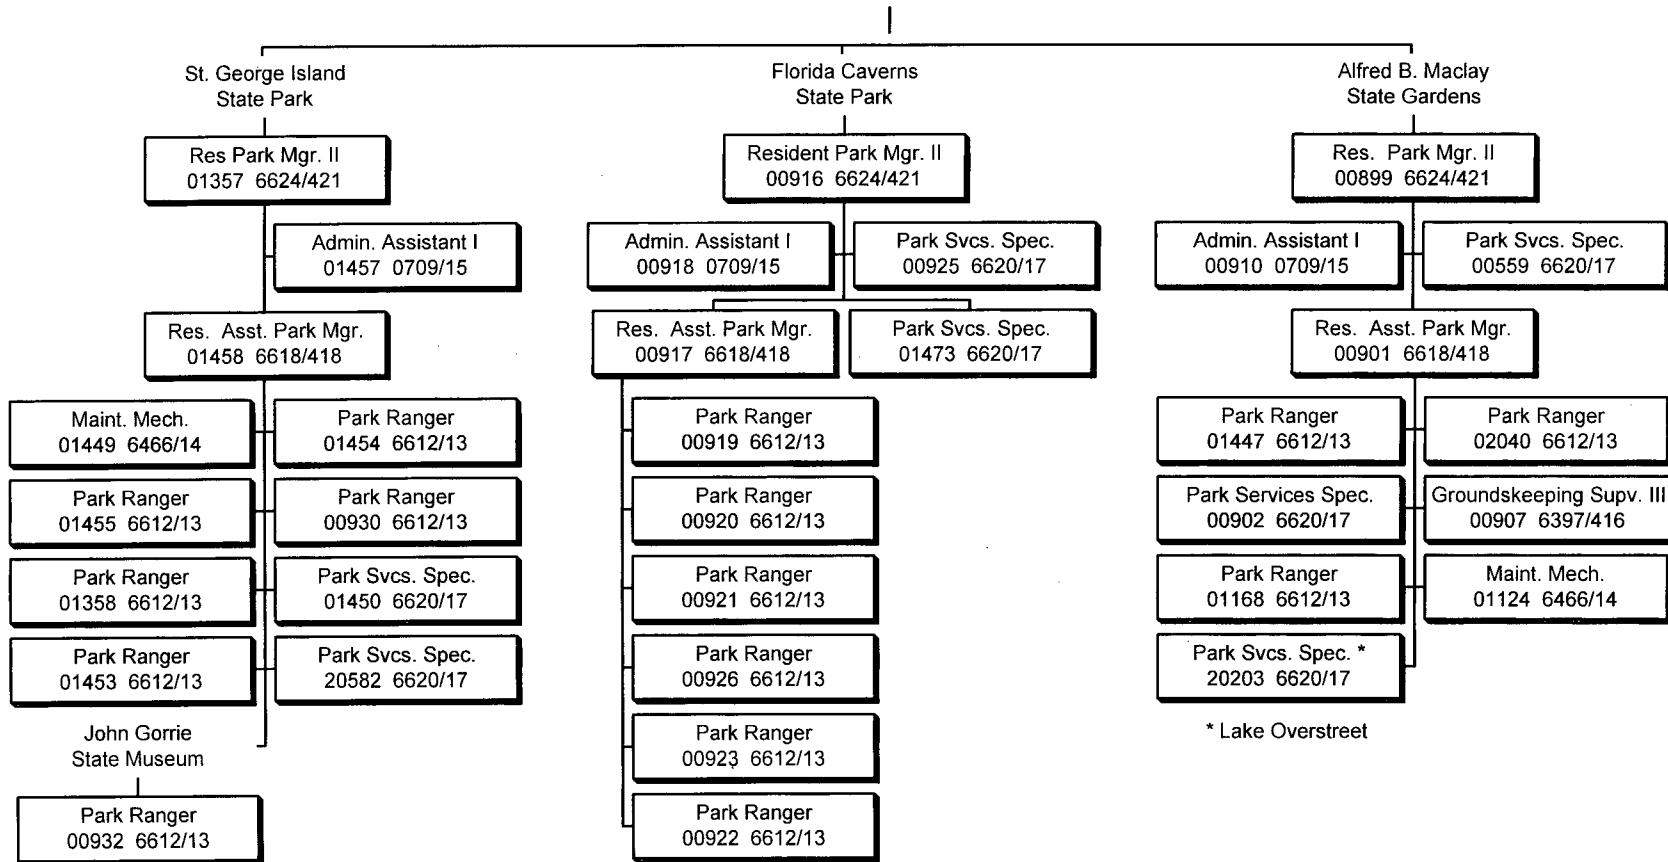 St. George Island
State Park
Res Park Mgr. II
01357 6624/421
Admin. Assistant I
01457 0709/15
Res. Asst. Park Mgr.
01458 6618/418
Maint. Mech.
01449 6466/14
Park Ranger
01454 6612/13
Park Ranger
01455 6612/13
Park Ranger
00930 6612/13
Park Ranger
01358 6612/13
Park Svcs. Spec.
01450 6620/17
Park Ranger
01453 6612/13
Park Svcs. Spec.
20582 6620/17
John Gorrie
State Museum
Park Ranger
00932 6612/13
Florida Caverns
State Park
Resident Park Mgr. II
00916 6624/421
Admin. Assistant I
00918 0709/15
Park Svcs. Spec.
00925 6620/17
Res. Asst. Park Mgr.
00917 6618/418
Park Svcs. Spec.
01473 6620/17
Park Ranger
00919 6612/13
Park Ranger
00920 6612/13
Park Ranger
00921 6612/13
Park Ranger
00926 6612/13
Park Ranger
00923 6612/13
Park Ranger
00922 6612/13
Alfred B. Maclay
State Gardens
Res. Park Mgr. II
00899 6624/421
Admin. Assistant I
00910 0709/15
Park Svcs. Spec.
00559 6620/17
Res. Asst. Park Mgr.
00901 6618/418
Park Ranger
01447 6612/13
Park Ranger
02040 6612/13
Park Services Spec.
00902 6620/17
Groundskeeping Supv. III
00907 6397/416
Park Ranger
01168 6612/13
Maint. Mech.
01124 6466/14
Park Svcs. Spec. *
20203 6620/17
* Lake Overstreet